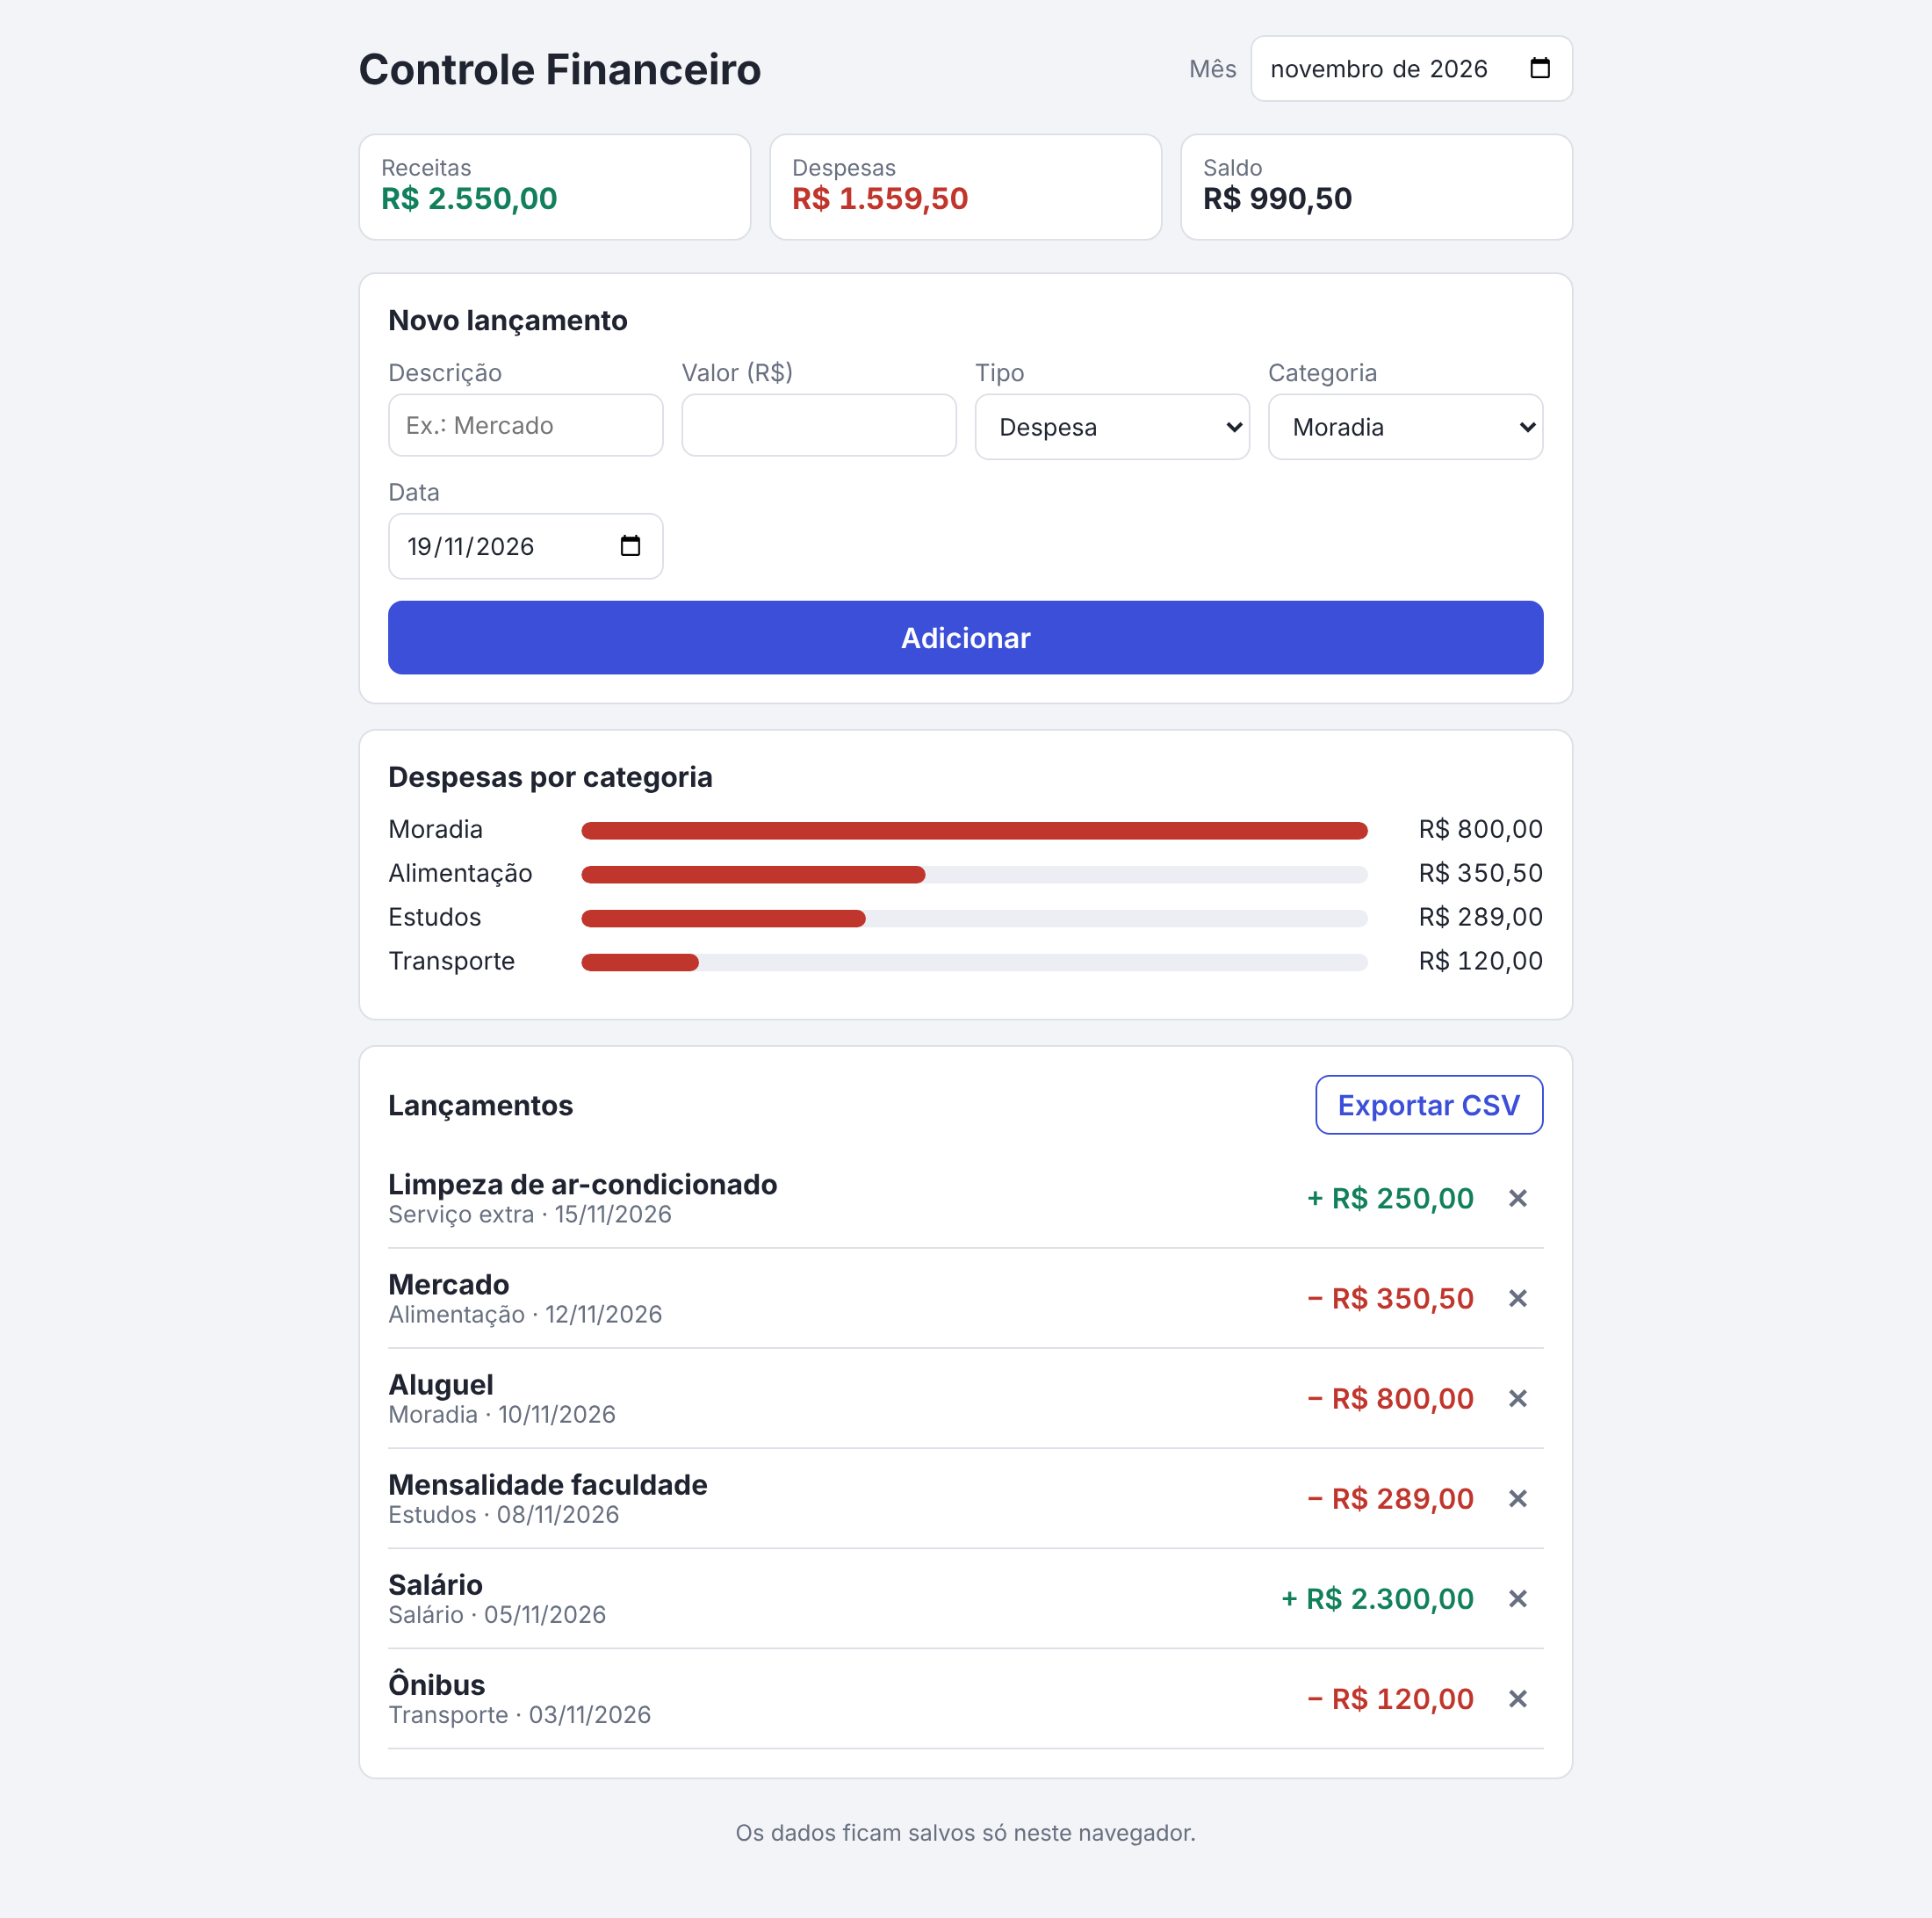 Controle Financeiro
Mês novembro de 2026
Receitas
R$ 2.550,00
Despesas
R$ 1.559,50
Saldo
R$ 990,50
Novo lançamento
Descrição
Ex.: Mercado
Valor (R$)
Tipo
Despesa
Categoria
Moradia
Data
19/11/2026
Adicionar
Despesas por categoria
Moradia R$ 800,00
Alimentação R$ 350,50
Estudos R$ 289,00
Transporte R$ 120,00
Lançamentos
Exportar CSV
Limpeza de ar-condicionado
Serviço extra · 15/11/2026
+ R$ 250,00 ✕
Mercado
Alimentação · 12/11/2026
− R$ 350,50 ✕
Aluguel
Moradia · 10/11/2026
− R$ 800,00 ✕
Mensalidade faculdade
Estudos · 08/11/2026
− R$ 289,00 ✕
Salário
Salário · 05/11/2026
+ R$ 2.300,00 ✕
Ônibus
Transporte · 03/11/2026
− R$ 120,00 ✕
Os dados ficam salvos só neste navegador.